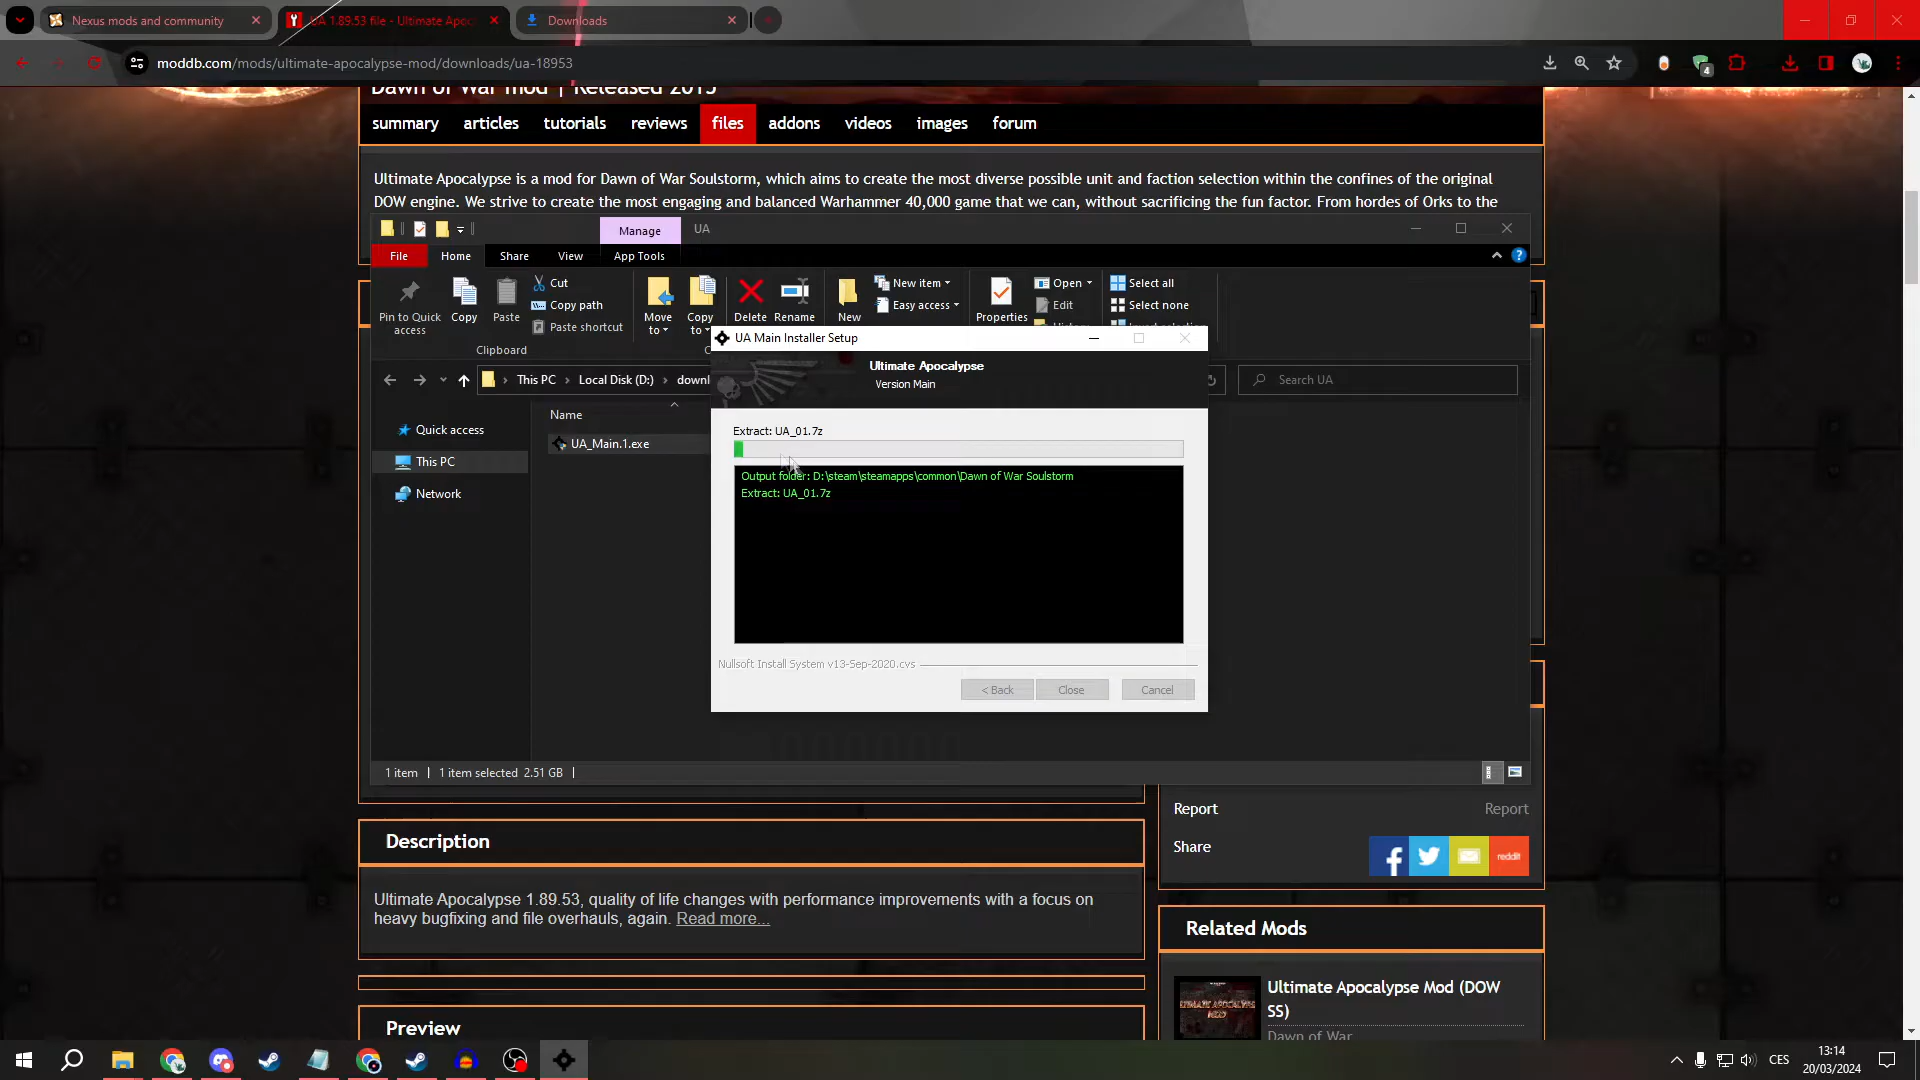 Nexus mods and community
UA 1.89.53 file - Ultimate Apoc
Downloads
moddb.com/mods/ultimate-apocalypse-mod/downloads/ua-18953
4
Dawn of War mod | Released 2015
summary
articles
tutorials
reviews
files
addons
videos
images
forum
Ultimate Apocalypse is a mod for Dawn of War Soulstorm, which aims to create the most diverse possible unit and faction selection within the confines of the original
DOW engine. We strive to create the most engaging and balanced Warhammer 40,000 game that we can, without sacrificing the fun factor. From hordes of Orks to the
Manage
UA
File
Home
Share
View
App Tools
Pin to Quick
access
Copy
Paste
Cut
Copy path
Paste shortcut
Clipboard
Move
to
Copy
to
Delete
Rename
New
New item
Easy access
Properties
Open
Edit
Select all
Select none
This PC
Local Disk (D:)
downl
Search UA
Quick access
This PC
Network
Name
UA_Main.1.exe
UA Main Installer Setup
Ultimate Apocalypse
Version Main
Extract: UA_01.7z
Output folder: D:\steam\steamapps\common\Dawn of War Soulstorm
Extract: UA_01.7z
Nullsoft Install System v13-Sep-2020.cvs
< Back
Close
Cancel
1 item
1 item selected 2.51 GB
Report
Report
Share
reddit
Description
Ultimate Apocalypse 1.89.53, quality of life changes with performance improvements with a focus on
heavy bugfixing and file overhauls, again. Read more...
Related Mods
Ultimate Apocalypse Mod (DOW
SS)
Dawn of War
Preview
CES
13:14
20/03/2024